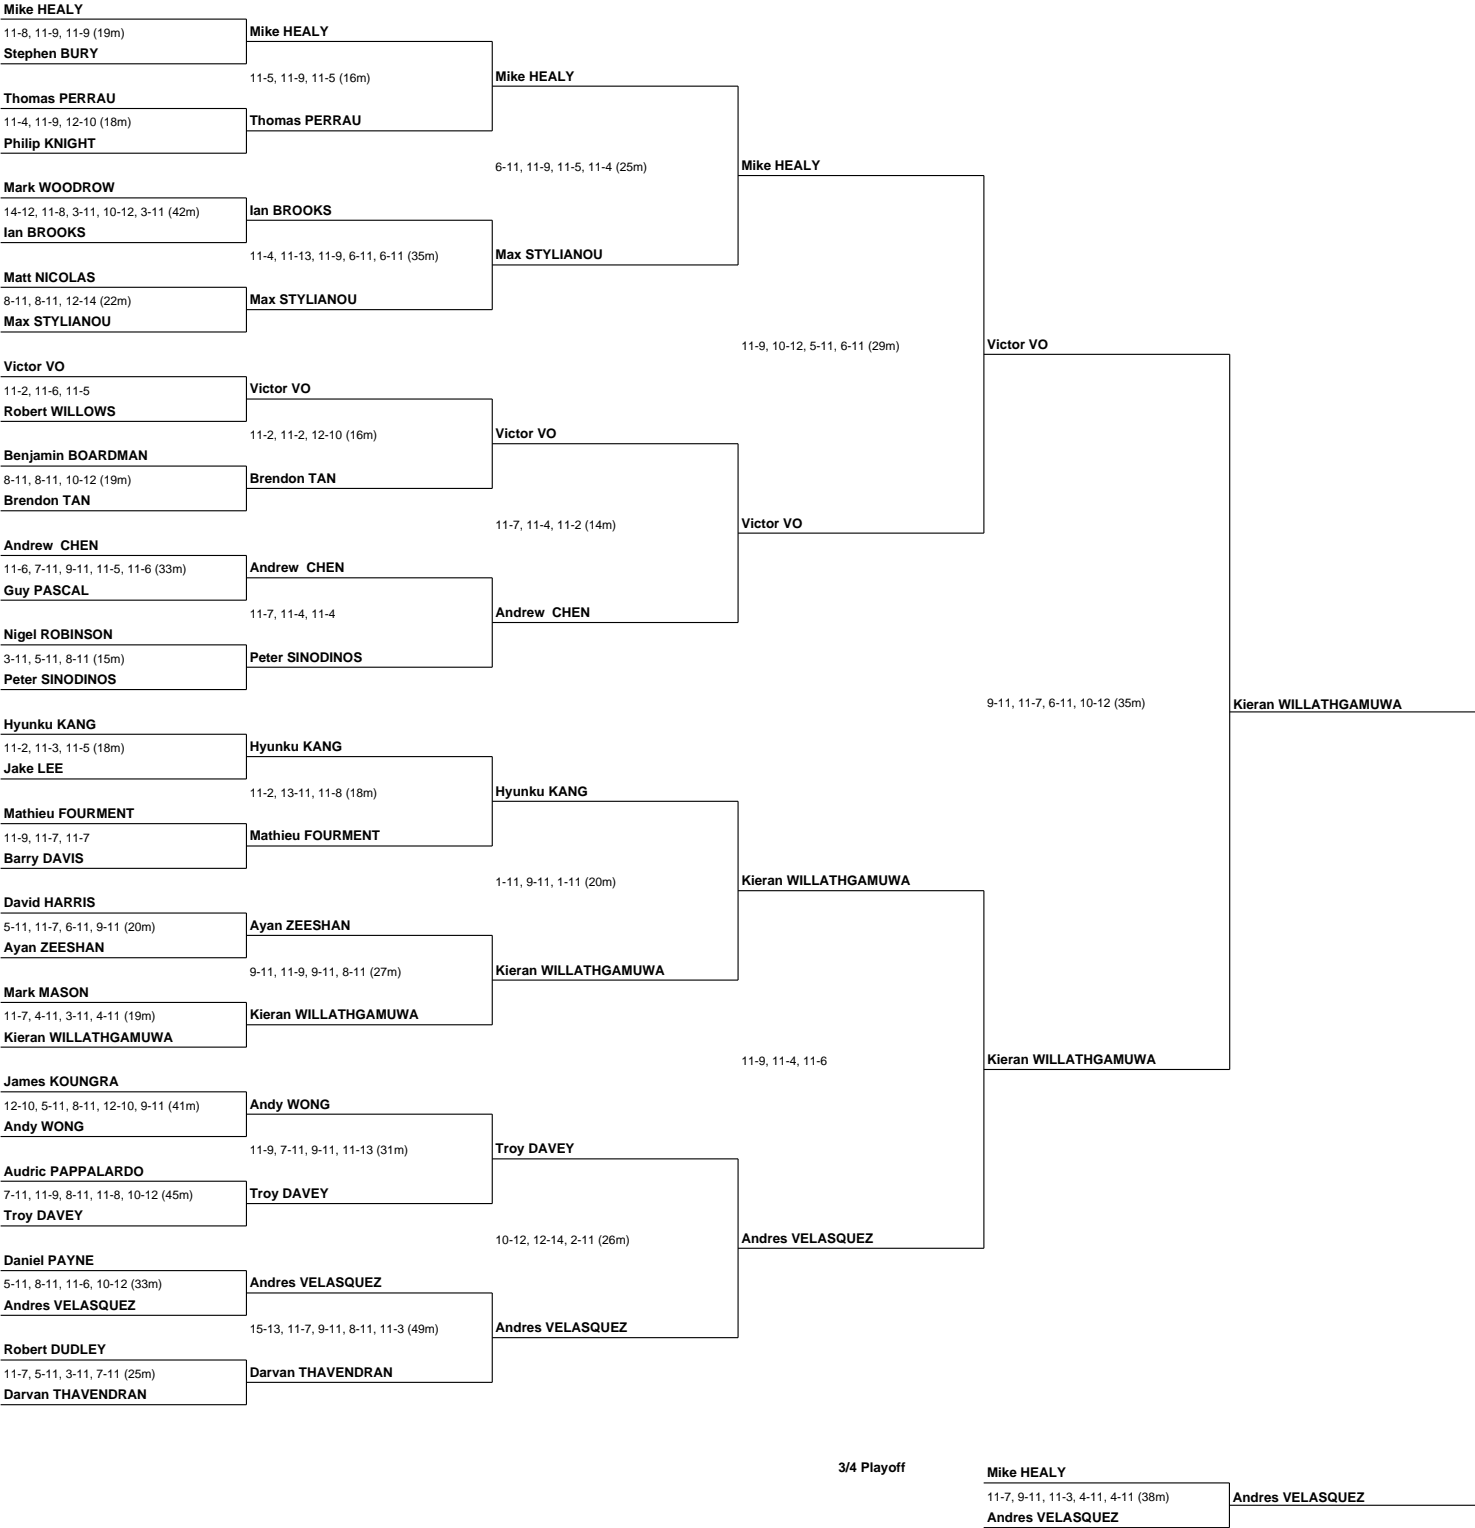 Mike HEALY
11-8, 11-9, 11-9 (19m)
Stephen BURY
Thomas PERRAU
11-4, 11-9, 12-10 (18m)
Philip KNIGHT
Mark WOODROW
14-12, 11-8, 3-11, 10-12, 3-11 (42m)
Ian BROOKS
Matt NICOLAS
8-11, 8-11, 12-14 (22m)
Max STYLIANOU
Victor VO
11-2, 11-6, 11-5
Robert WILLOWS
Benjamin BOARDMAN
8-11, 8-11, 10-12 (19m)
Brendon TAN
Andrew  CHEN
11-6, 7-11, 9-11, 11-5, 11-6 (33m)
Guy PASCAL
Nigel ROBINSON
3-11, 5-11, 8-11 (15m)
Peter SINODINOS
Hyunku KANG
11-2, 11-3, 11-5 (18m)
Jake LEE
Mathieu FOURMENT
11-9, 11-7, 11-7
Barry DAVIS
David HARRIS
5-11, 11-7, 6-11, 9-11 (20m)
Ayan ZEESHAN
Mark MASON
11-7, 4-11, 3-11, 4-11 (19m)
Kieran WILLATHGAMUWA
James KOUNGRA
12-10, 5-11, 8-11, 12-10, 9-11 (41m)
Andy WONG
Audric PAPPALARDO
7-11, 11-9, 8-11, 11-8, 10-12 (45m)
Troy DAVEY
Daniel PAYNE
5-11, 8-11, 11-6, 10-12 (33m)
Andres VELASQUEZ
Robert DUDLEY
11-7, 5-11, 3-11, 7-11 (25m)
Darvan THAVENDRAN
Mike HEALY
11-5, 11-9, 11-5 (16m)
Thomas PERRAU
Ian BROOKS
11-4, 11-13, 11-9, 6-11, 6-11 (35m)
Max STYLIANOU
Victor VO
11-2, 11-2, 12-10 (16m)
Brendon TAN
Andrew  CHEN
11-7, 11-4, 11-4
Peter SINODINOS
Hyunku KANG
11-2, 13-11, 11-8 (18m)
Mathieu FOURMENT
Ayan ZEESHAN
9-11, 11-9, 9-11, 8-11 (27m)
Kieran WILLATHGAMUWA
Andy WONG
11-9, 7-11, 9-11, 11-13 (31m)
Troy DAVEY
Andres VELASQUEZ
15-13, 11-7, 9-11, 8-11, 11-3 (49m)
Darvan THAVENDRAN
Mike HEALY
6-11, 11-9, 11-5, 11-4 (25m)
Max STYLIANOU
Victor VO
11-7, 11-4, 11-2 (14m)
Andrew  CHEN
Hyunku KANG
1-11, 9-11, 1-11 (20m)
Kieran WILLATHGAMUWA
Troy DAVEY
10-12, 12-14, 2-11 (26m)
Andres VELASQUEZ
Mike HEALY
11-9, 10-12, 5-11, 6-11 (29m)
Victor VO
Kieran WILLATHGAMUWA
11-9, 11-4, 11-6
Andres VELASQUEZ
Victor VO
9-11, 11-7, 6-11, 10-12 (35m)
Kieran WILLATHGAMUWA
Kieran WILLATHGAMUWA
3/4 Playoff
Mike HEALY
11-7, 9-11, 11-3, 4-11, 4-11 (38m)
Andres VELASQUEZ
Andres VELASQUEZ